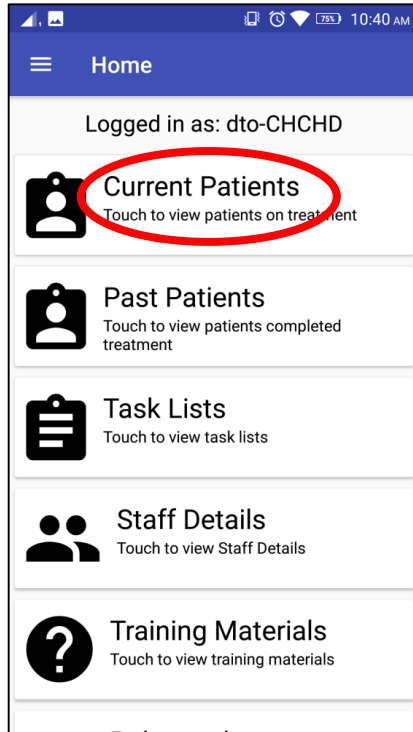 75% 10:40 AM
Home
Logged in as: dto-CHCHD
Current Patients
Touch to view patients on treatment
Past Patients
Touch to view patients completed
treatment
Task Lists
Touch to view task lists
Staff Details
Touch to view Staff Details
Training Materials
Touch to view training materials